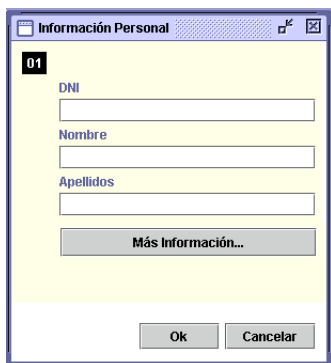 Información Personal
01
DNI
Nombre
Apellidos
Más Información...
Ok Cancelar